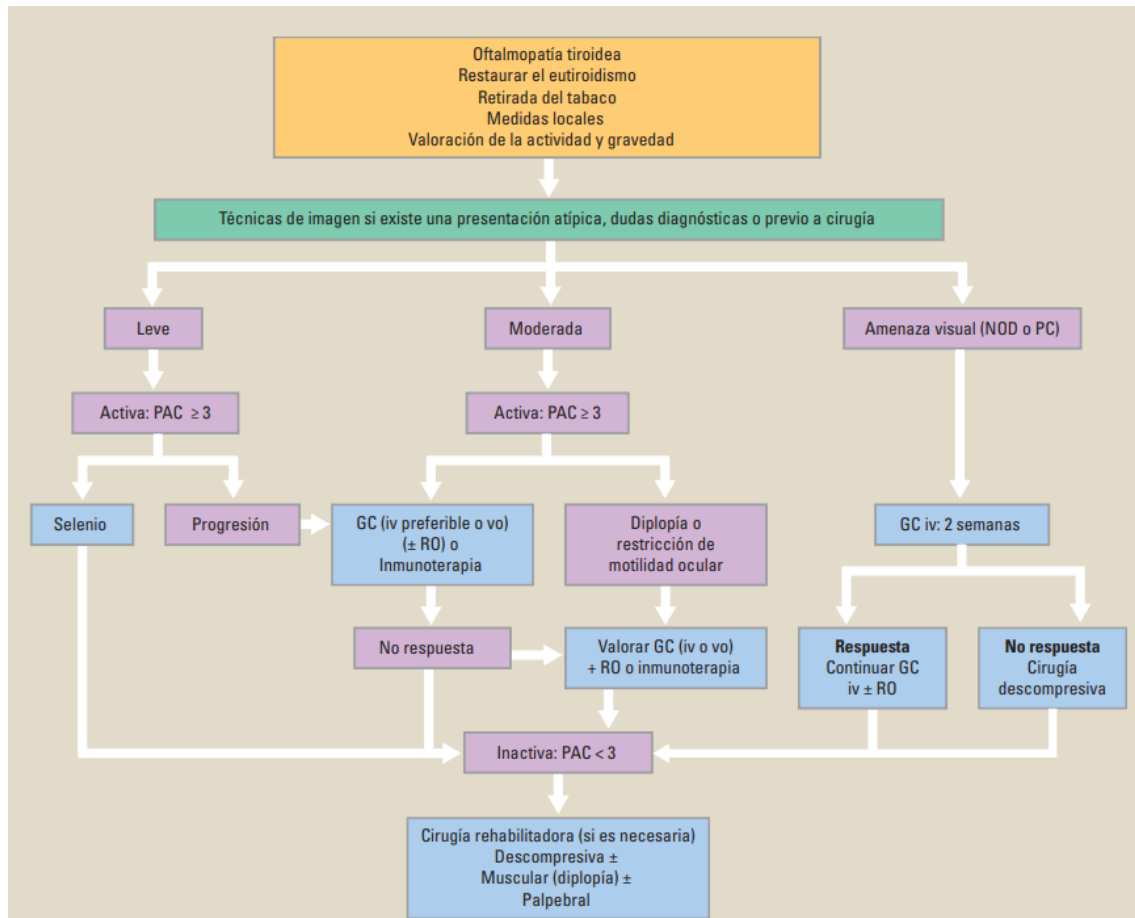 Oftalmopatía tiroidea
Restaurar el eutiroidismo
Retirada del tabaco
Medidas locales
Valoración de la actividad y gravedad
Técnicas de imagen si existe una presentación atípica, dudas diagnósticas o previo a cirugía
Leve
Moderada
Amenaza visual (NOD o PC)
Activa: PAC ≥ 3
Activa: PAC ≥ 3
Selenio
Progresión
GC (iv preferible o vo)
(± RO) o
Inmunoterapia
Diplopía o
restricción de
motilidad ocular
GC iv: 2 semanas
No respuesta
Valorar GC (iv o vo)
+ RO o inmunoterapia
Respuesta
Continuar GC
iv ± RO
No respuesta
Cirugía
descompresiva
Inactiva: PAC < 3
Cirugía rehabilitadora (si es necesaria)
Descompresiva ±
Muscular (diplopía) ±
Palpebral